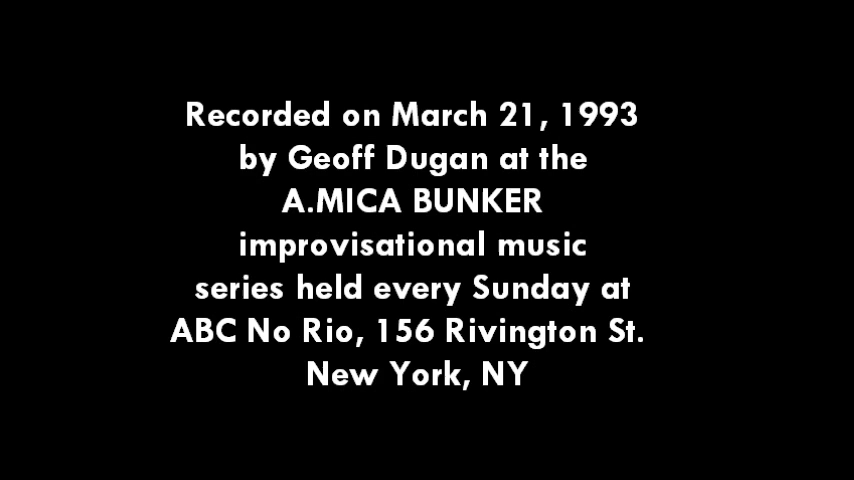 Recorded on March 21, 1993
by Geoff Dugan at the
A.MICA BUNKER
improvisational music
series held every Sunday at
ABC No Rio, 156 Rivington St.
New York, NY